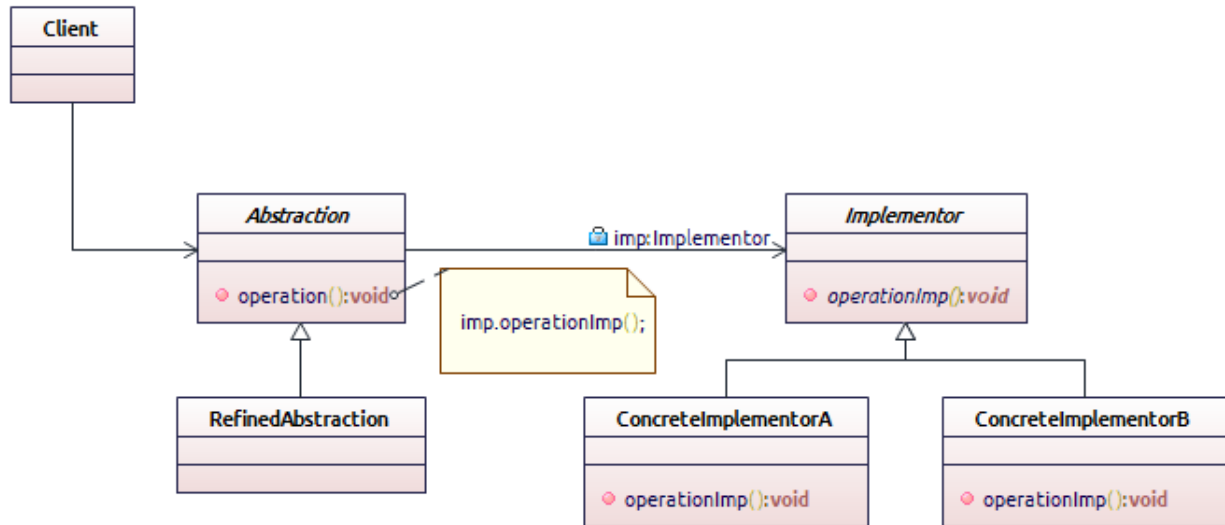 Client
Abstraction
operation():void
imp:Implementor
imp.operationImp();
Implementor
operationImp():void
RefinedAbstraction
ConcreteImplementorA
operationImp():void
ConcreteImplementorB
operationImp():void